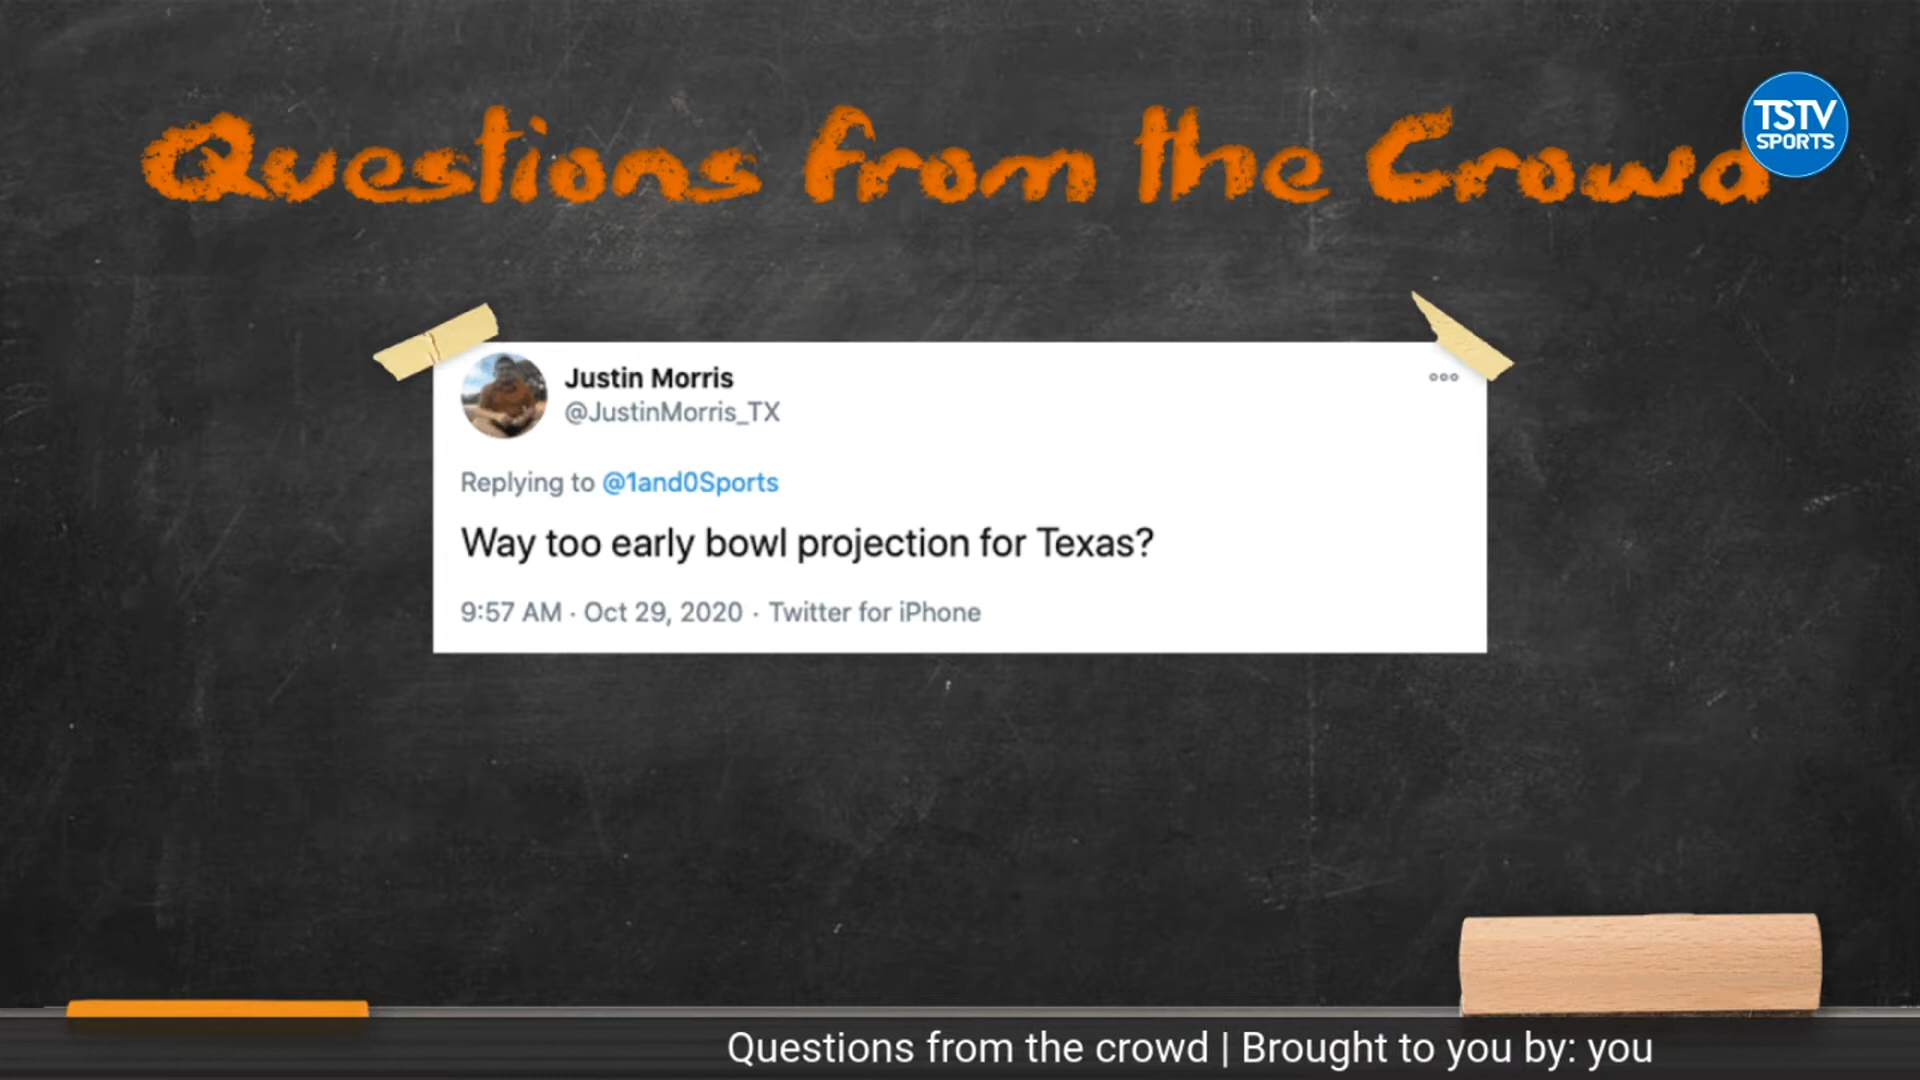 Questions from the Crowd
TSTV
SPORTS
Justin Morris
@JustinMorris_TX
Replying to @1and0Sports
Way too early bowl projection for Texas?
9:57 AM · Oct 29, 2020 · Twitter for iPhone
Questions from the crowd | Brought to you by: you